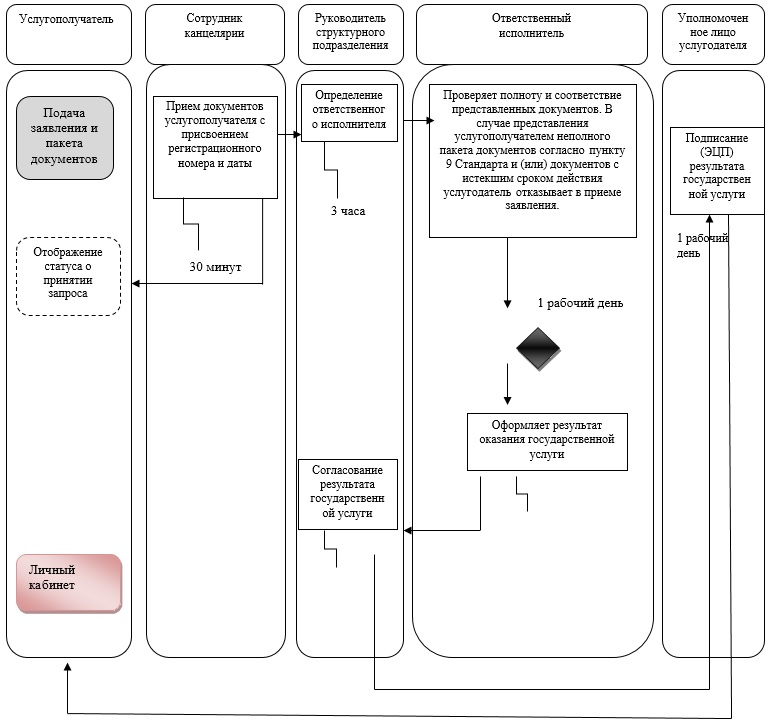 Услугополучатель
Сотрудник
канцелярии
Руководитель
структурного
подразделения
Ответственный
исполнитель
Уполномочен
ное лицо
услугодателя
Подача
заявления и
пакета
документов
Прием документов
услугополучателя с
присвоением
регистрационного
номера и даты
Определение
ответственног
о исполнителя
Проверяет полноту и соответствие
представленных документов. В
случае представления
услугополучателем неполного
пакета документов согласно пункту
9 Стандарта и (или) документов с
истекшим сроком действия
услугодатель отказывает в приеме
заявления.
Подписание
(ЭЦП)
результата
государствен
ной услуги
3 часа
30 минут
1 рабочий
день
Отображение
статуса о
принятии
запроса
1 рабочий день
Оформляет результат
оказания государственной
услуги
Согласование
результата
государственн
ой услуги
Личный
кабинет